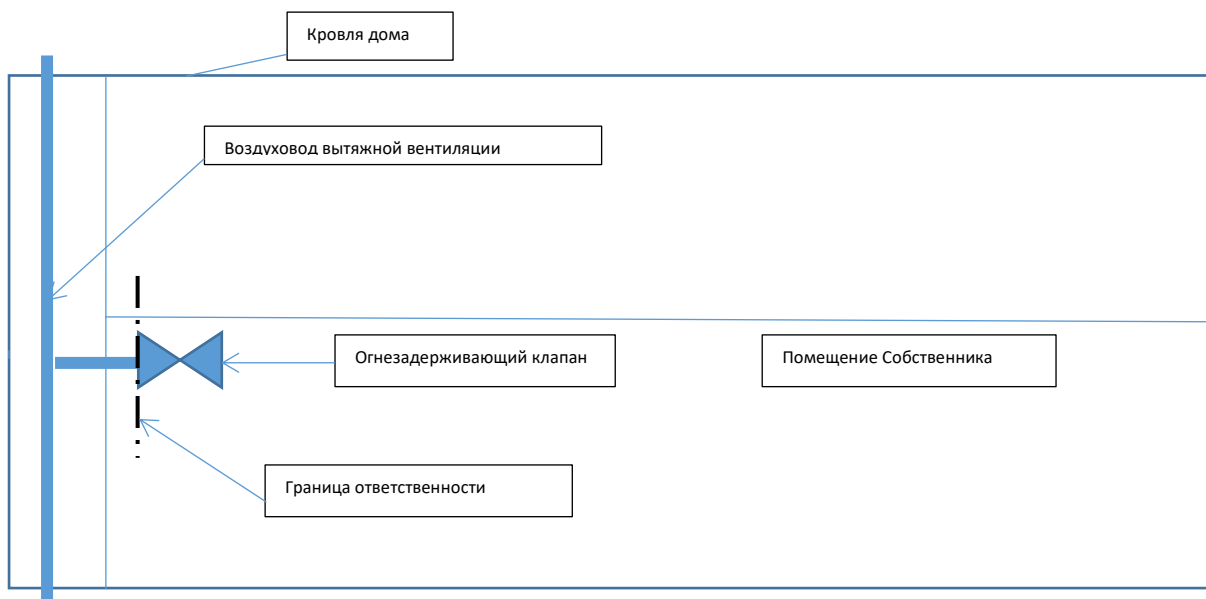 Кровля дома
Воздуховод вытяжной вентиляции
Огнезадерживающий клапан
Помещение Собственника
Граница ответственности